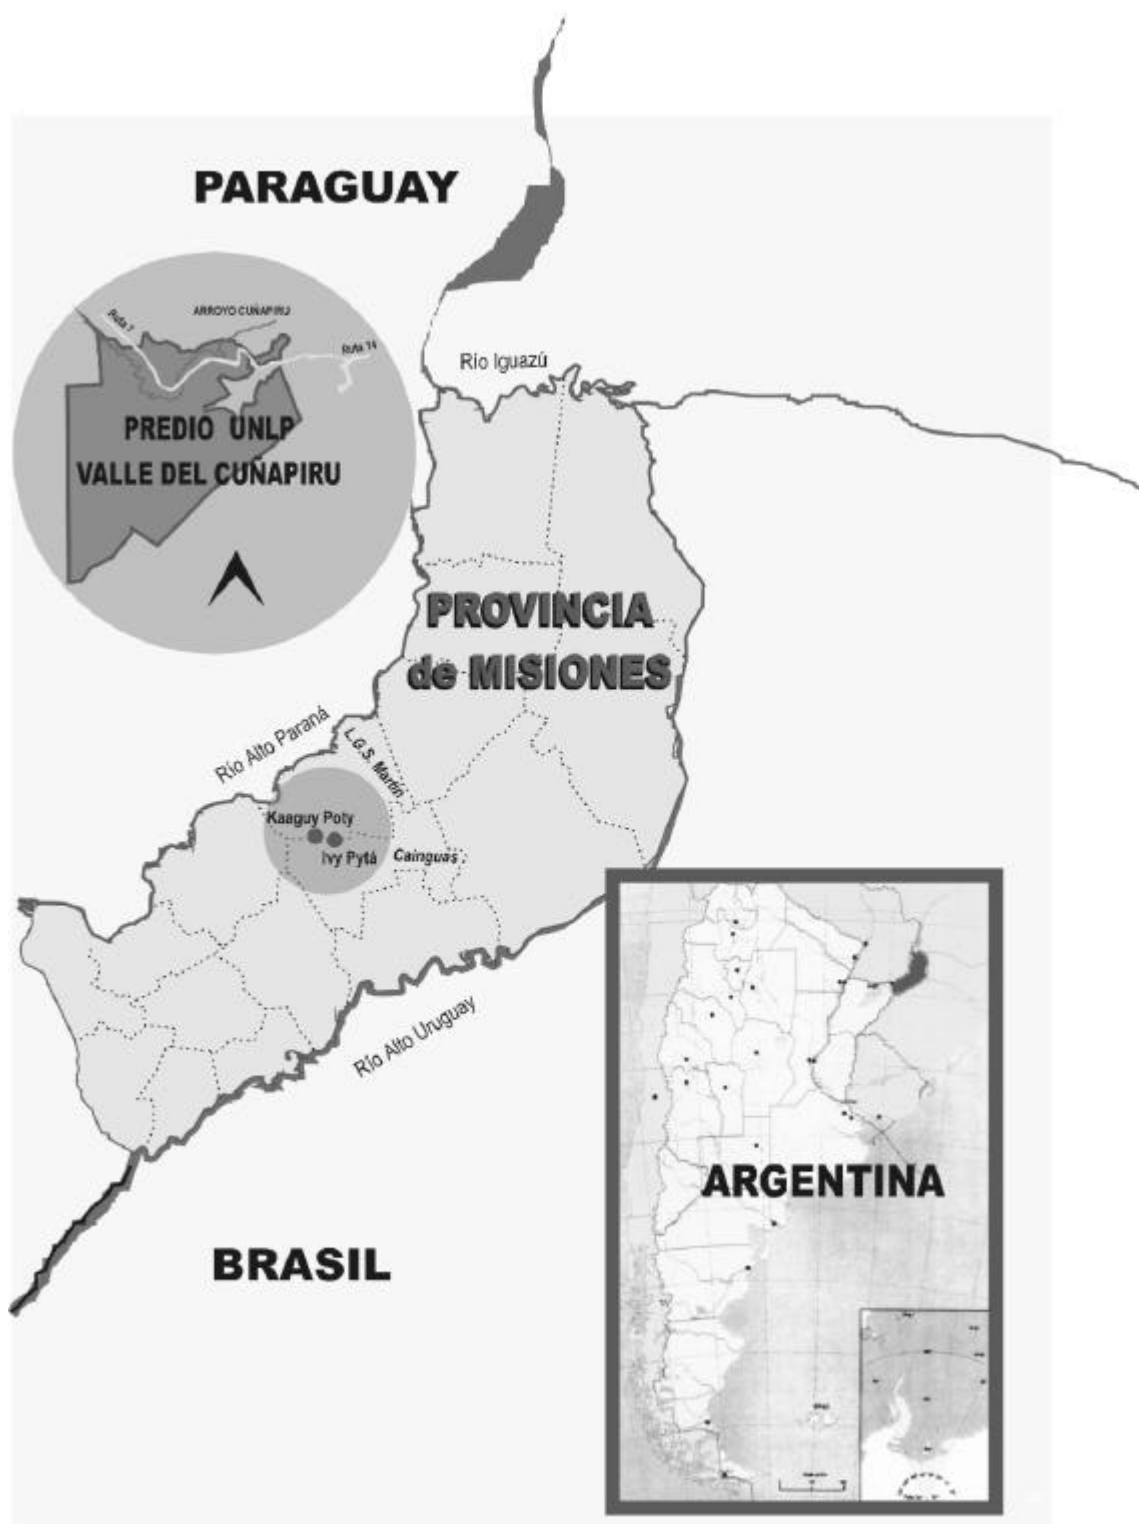 PARAGUAY
ARROYO CUÑAPIRU
Ruta 7
Ruta 14
PREDIO UNLP
VALLE DEL CUÑAPIRU
Río Iguazú
PROVINCIA
de MISIONES
Río Alto Paraná
L.G.S. Martín
Kaaguy Poty
Ivy Pytá
Cainguas
Río Alto Uruguay
ARGENTINA
BRASIL